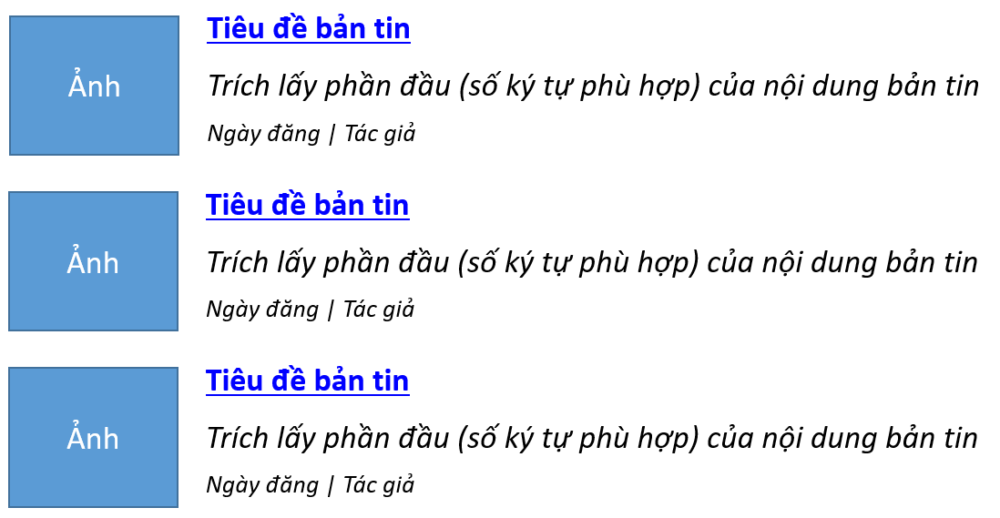 Ảnh
Tiêu đề bản tin
Trích lấy phần đầu (số ký tự phù hợp) của nội dung bản tin
Ngày đăng | Tác giả
Ảnh
Tiêu đề bản tin
Trích lấy phần đầu (số ký tự phù hợp) của nội dung bản tin
Ngày đăng | Tác giả
Ảnh
Tiêu đề bản tin
Trích lấy phần đầu (số ký tự phù hợp) của nội dung bản tin
Ngày đăng | Tác giả